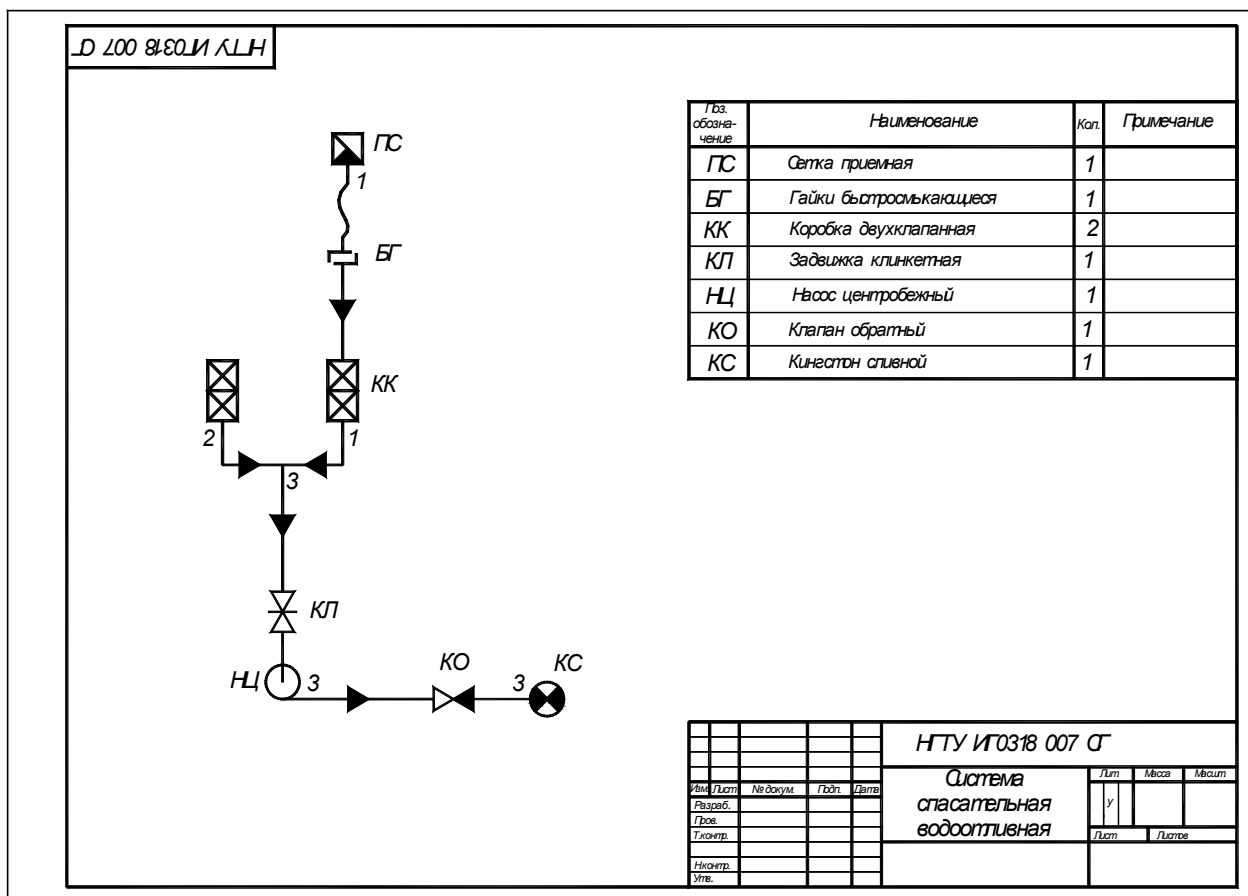 НГТУ ИГ0318 007 СГ
ПС
1
БГ
КК
2
1
3
КЛ
НЦ
3
КО
3
КС
Поз. обозна-чение Наименование Кол. Примечание
ПС Сетка приемная 1
БГ Гайки быстросмыкающиеся 1
КК Коробка двухклапанная 2
КЛ Задвижка клинкетная 1
НЦ Насос центробежный 1
КО Клапан обратный 1
КС Кингстон сливной 1
НГТУ ИГ0318 007 СГ
Система
спасательная
водоотливная
Лит Масса Масшт
у
Лист Листов
Изм Лист № докум. Подп. Дата
Разраб.
Пров.
Т.контр.
Н.контр.
Утв.